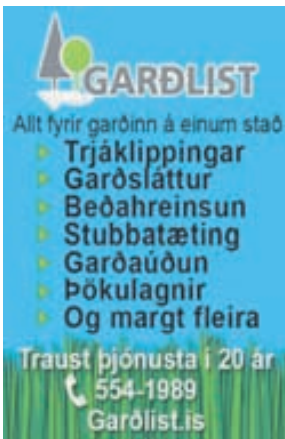 GARÐLIST
Allt fyrir garðinn á einum stað
Trjáklippingar
Garðsláttur
Beðahreinsun
Stubbatæting
Garðaúðun
Þökulagnir
Og margt fleira
Traust þjónusta í 20 ár
554-1989
Garðlist.is